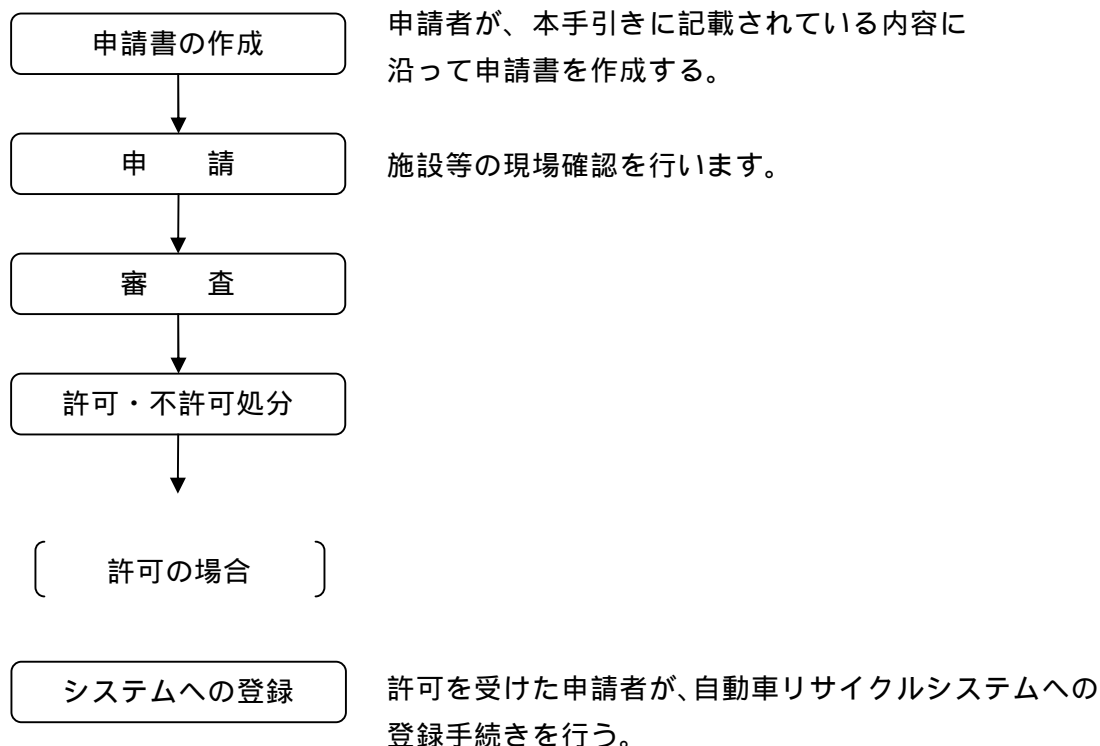 申請書の作成
申請者が、本手引きに記載されている内容に
沿って申請書を作成する。
申　　請
施設等の現場確認を行います。
審　　査
許可・不許可処分
許可の場合
システムへの登録
許可を受けた申請者が、自動車リサイクルシステムへの
登録手続きを行う。